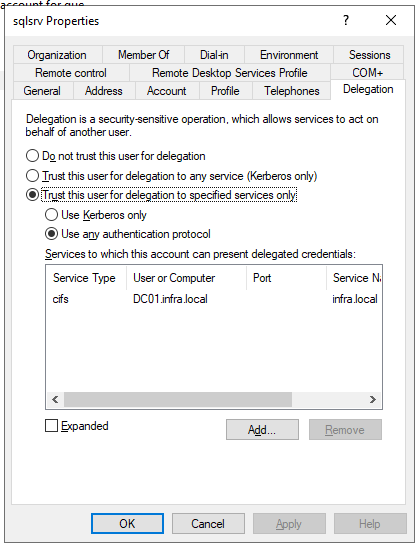 account for que
sqlsrv Properties
?
Organization Member Of Dial-in Environment Sessions
Remote control Remote Desktop Services Profile COM+
General Address Account Profile Telephones Delegation
Delegation is a security-sensitive operation, which allows services to act on
behalf of another user.
Do not trust this user for delegation
Trust this user for delegation to any service (Kerberos only)
Trust this user for delegation to specified services only
Use Kerberos only
Use any authentication protocol
Services to which this account can present delegated credentials:
Service Type User or Computer Port Service Na
cifs DC01.infra.local infra.local
Expanded Add... Remove
OK Cancel Apply Help